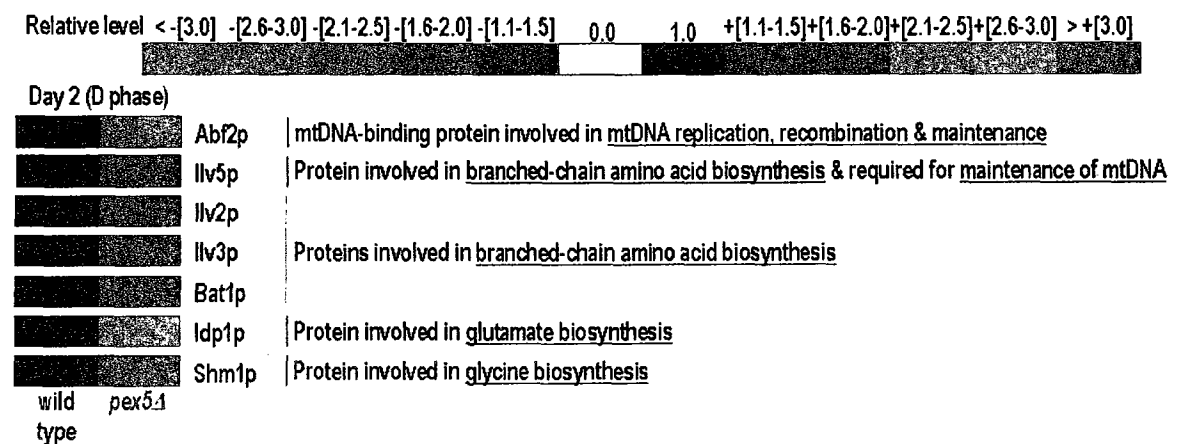 Relative level < -[3.0] -[2.6-3.0] -[2.1-2.5] -[1.6-2.0] -[1.1-1.5] 0.0 1.0 +[1.1-1.5]+[1.6-2.0]+[2.1-2.5]+[2.6-3.0] > +[3.0]
Day 2 (D phase)
Abf2p mtDNA-binding protein involved in mtDNA replication, recombination & maintenance
Ilv5p Protein involved in branched-chain amino acid biosynthesis & required for maintenance of mtDNA
Ilv2p
Ilv3p Proteins involved in branched-chain amino acid biosynthesis
Bat1p
Idp1p Protein involved in glutamate biosynthesis
Shm1p Protein involved in glycine biosynthesis
wild pex5Δ
type